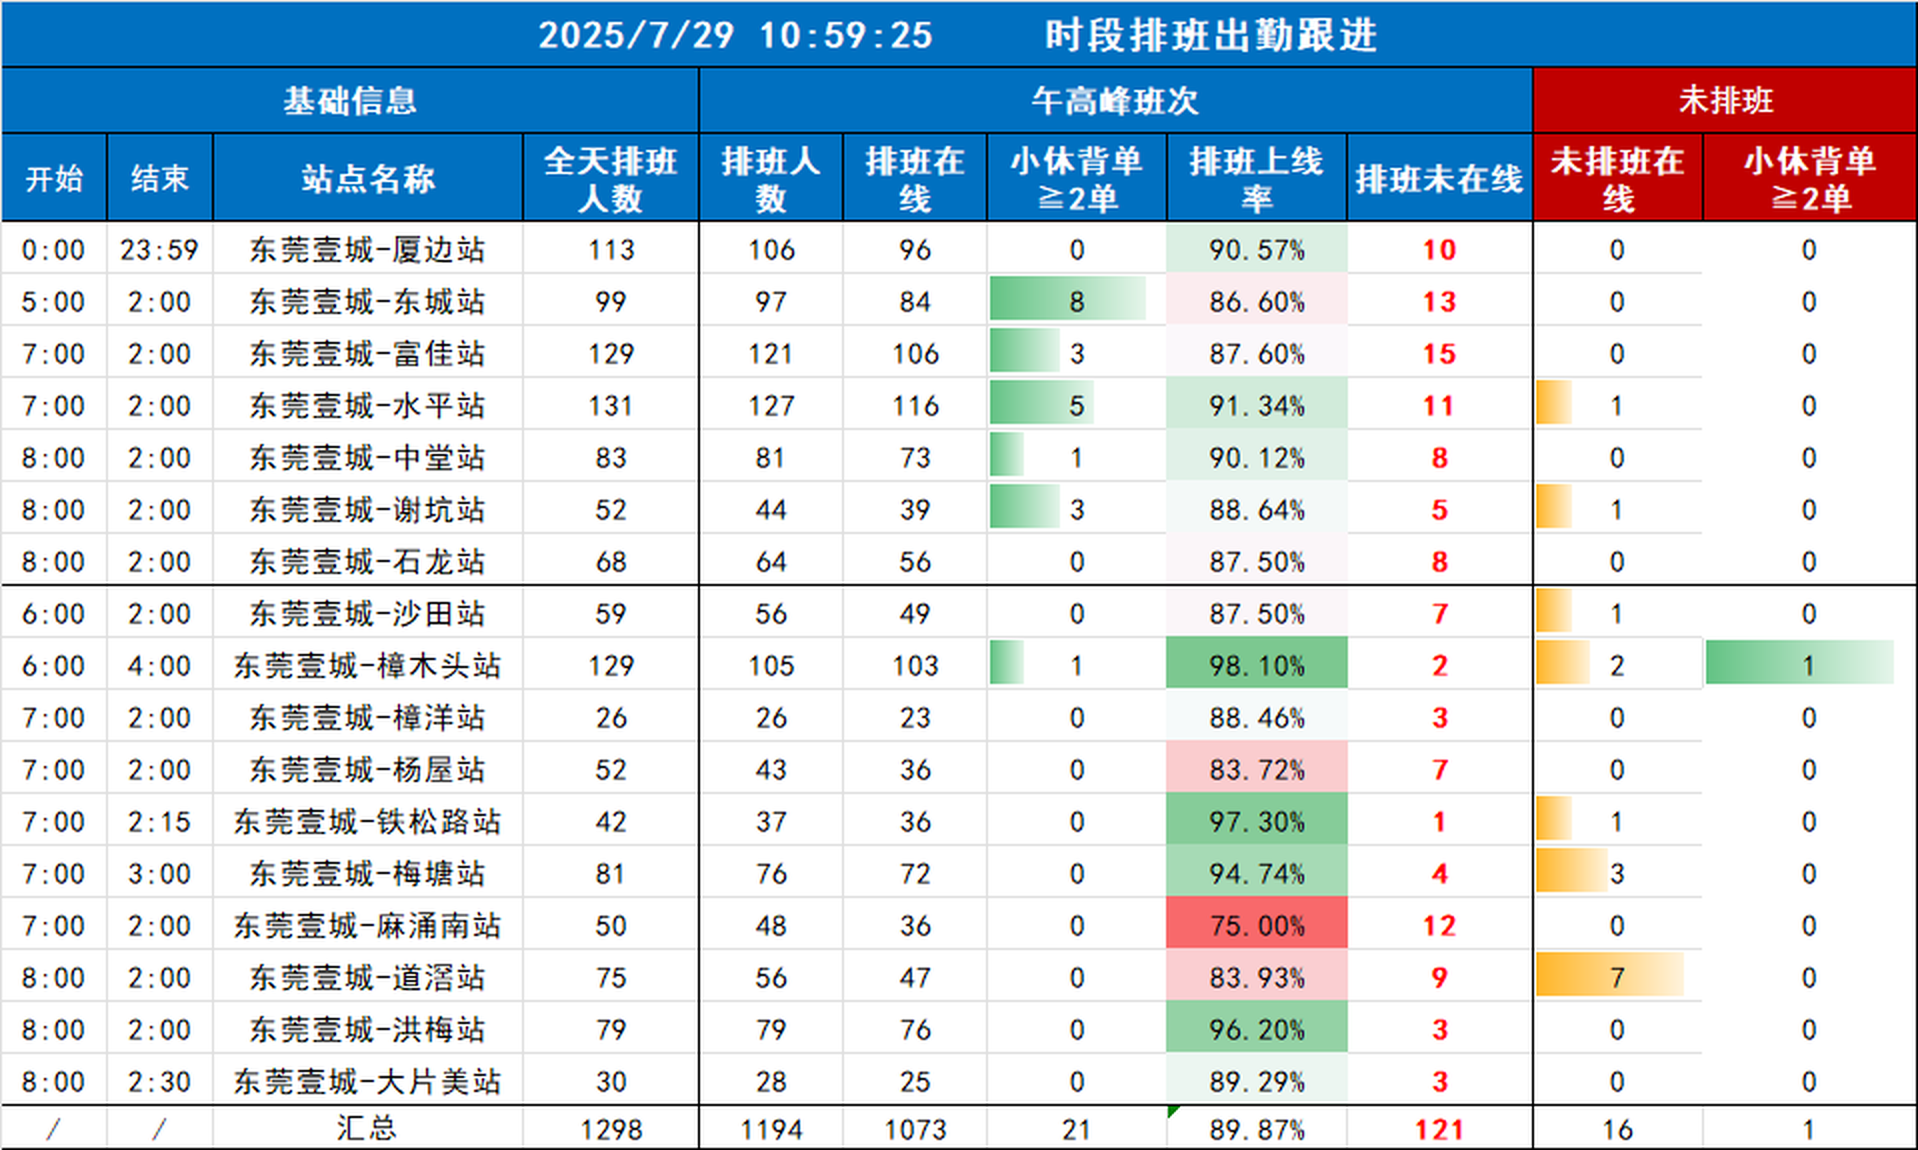 2025/7/29 10:59:25 时段排班出勤跟进
基础信息 午高峰班次 未排班
开始 结束 站点名称 全天排班人数 排班人数 排班在线 小休背单≧2单 排班上线率 排班未在线 未排班在线 小休背单≧2单
0:00 23:59 东莞壹城-厦边站 113 106 96 0 90.57% 10 0 0
5:00 2:00 东莞壹城-东城站 99 97 84 8 86.60% 13 0 0
7:00 2:00 东莞壹城-富佳站 129 121 106 3 87.60% 15 0 0
7:00 2:00 东莞壹城-水平站 131 127 116 5 91.34% 11 1 0
8:00 2:00 东莞壹城-中堂站 83 81 73 1 90.12% 8 0 0
8:00 2:00 东莞壹城-谢坑站 52 44 39 3 88.64% 5 1 0
8:00 2:00 东莞壹城-石龙站 68 64 56 0 87.50% 8 0 0
6:00 2:00 东莞壹城-沙田站 59 56 49 0 87.50% 7 1 0
6:00 4:00 东莞壹城-樟木头站 129 105 103 1 98.10% 2 2 1
7:00 2:00 东莞壹城-樟洋站 26 26 23 0 88.46% 3 0 0
7:00 2:00 东莞壹城-杨屋站 52 43 36 0 83.72% 7 0 0
7:00 2:15 东莞壹城-铁松路站 42 37 36 0 97.30% 1 1 0
7:00 3:00 东莞壹城-梅塘站 81 76 72 0 94.74% 4 3 0
7:00 2:00 东莞壹城-麻涌南站 50 48 36 0 75.00% 12 0 0
8:00 2:00 东莞壹城-道滘站 75 56 47 0 83.93% 9 7 0
8:00 2:00 东莞壹城-洪梅站 79 79 76 0 96.20% 3 0 0
8:00 2:30 东莞壹城-大片美站 30 28 25 0 89.29% 3 0 0
/ / 汇总 1298 1194 1073 21 89.87% 121 16 1